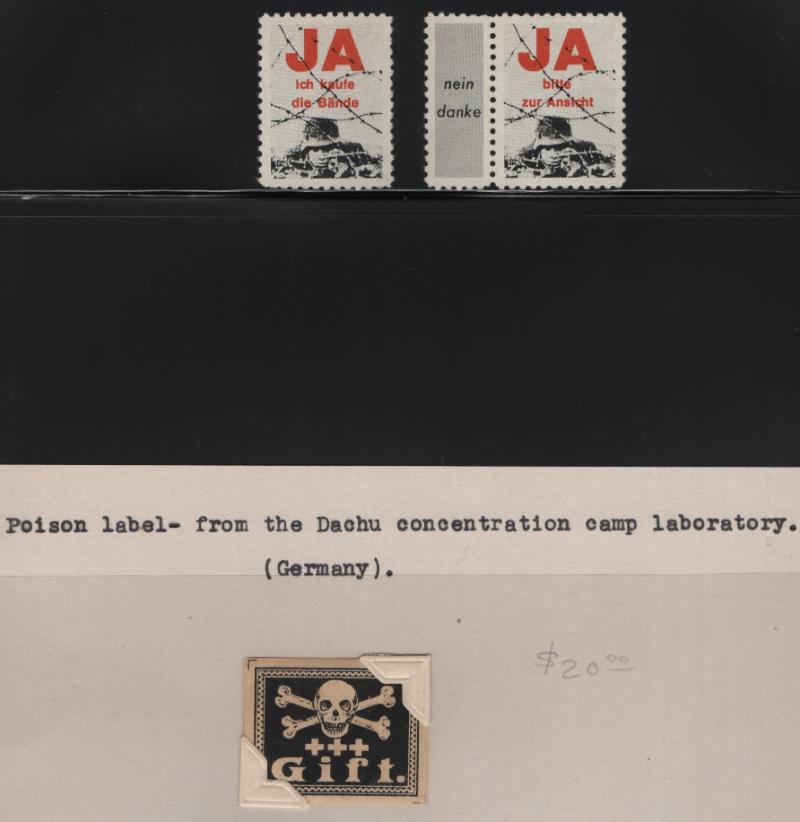 JA
ich kaufe
die Bände
nein
danke
JA
bitte
zur Ansicht
Poison label- from the Dachu concentration camp laboratory.
(Germany).
$20.00
+++
Gift.